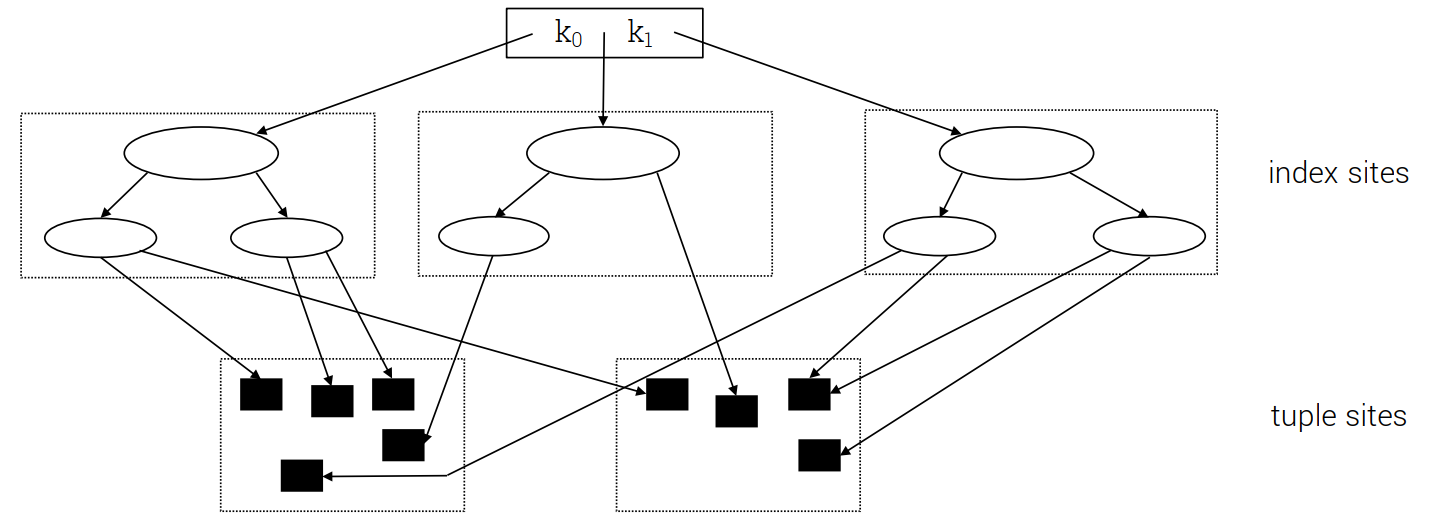 k₀ k₁
index sites
tuple sites